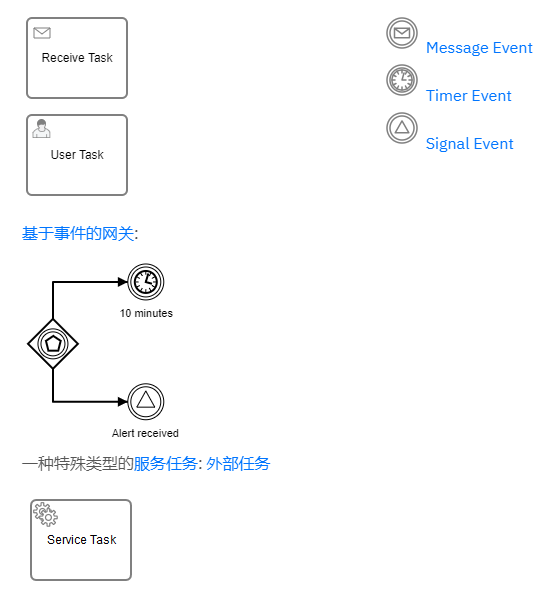 Receive Task
Message Event
Timer Event
User Task
Signal Event
基于事件的网关:
10 minutes
Alert received
一种特殊类型的服务任务: 外部任务
Service Task